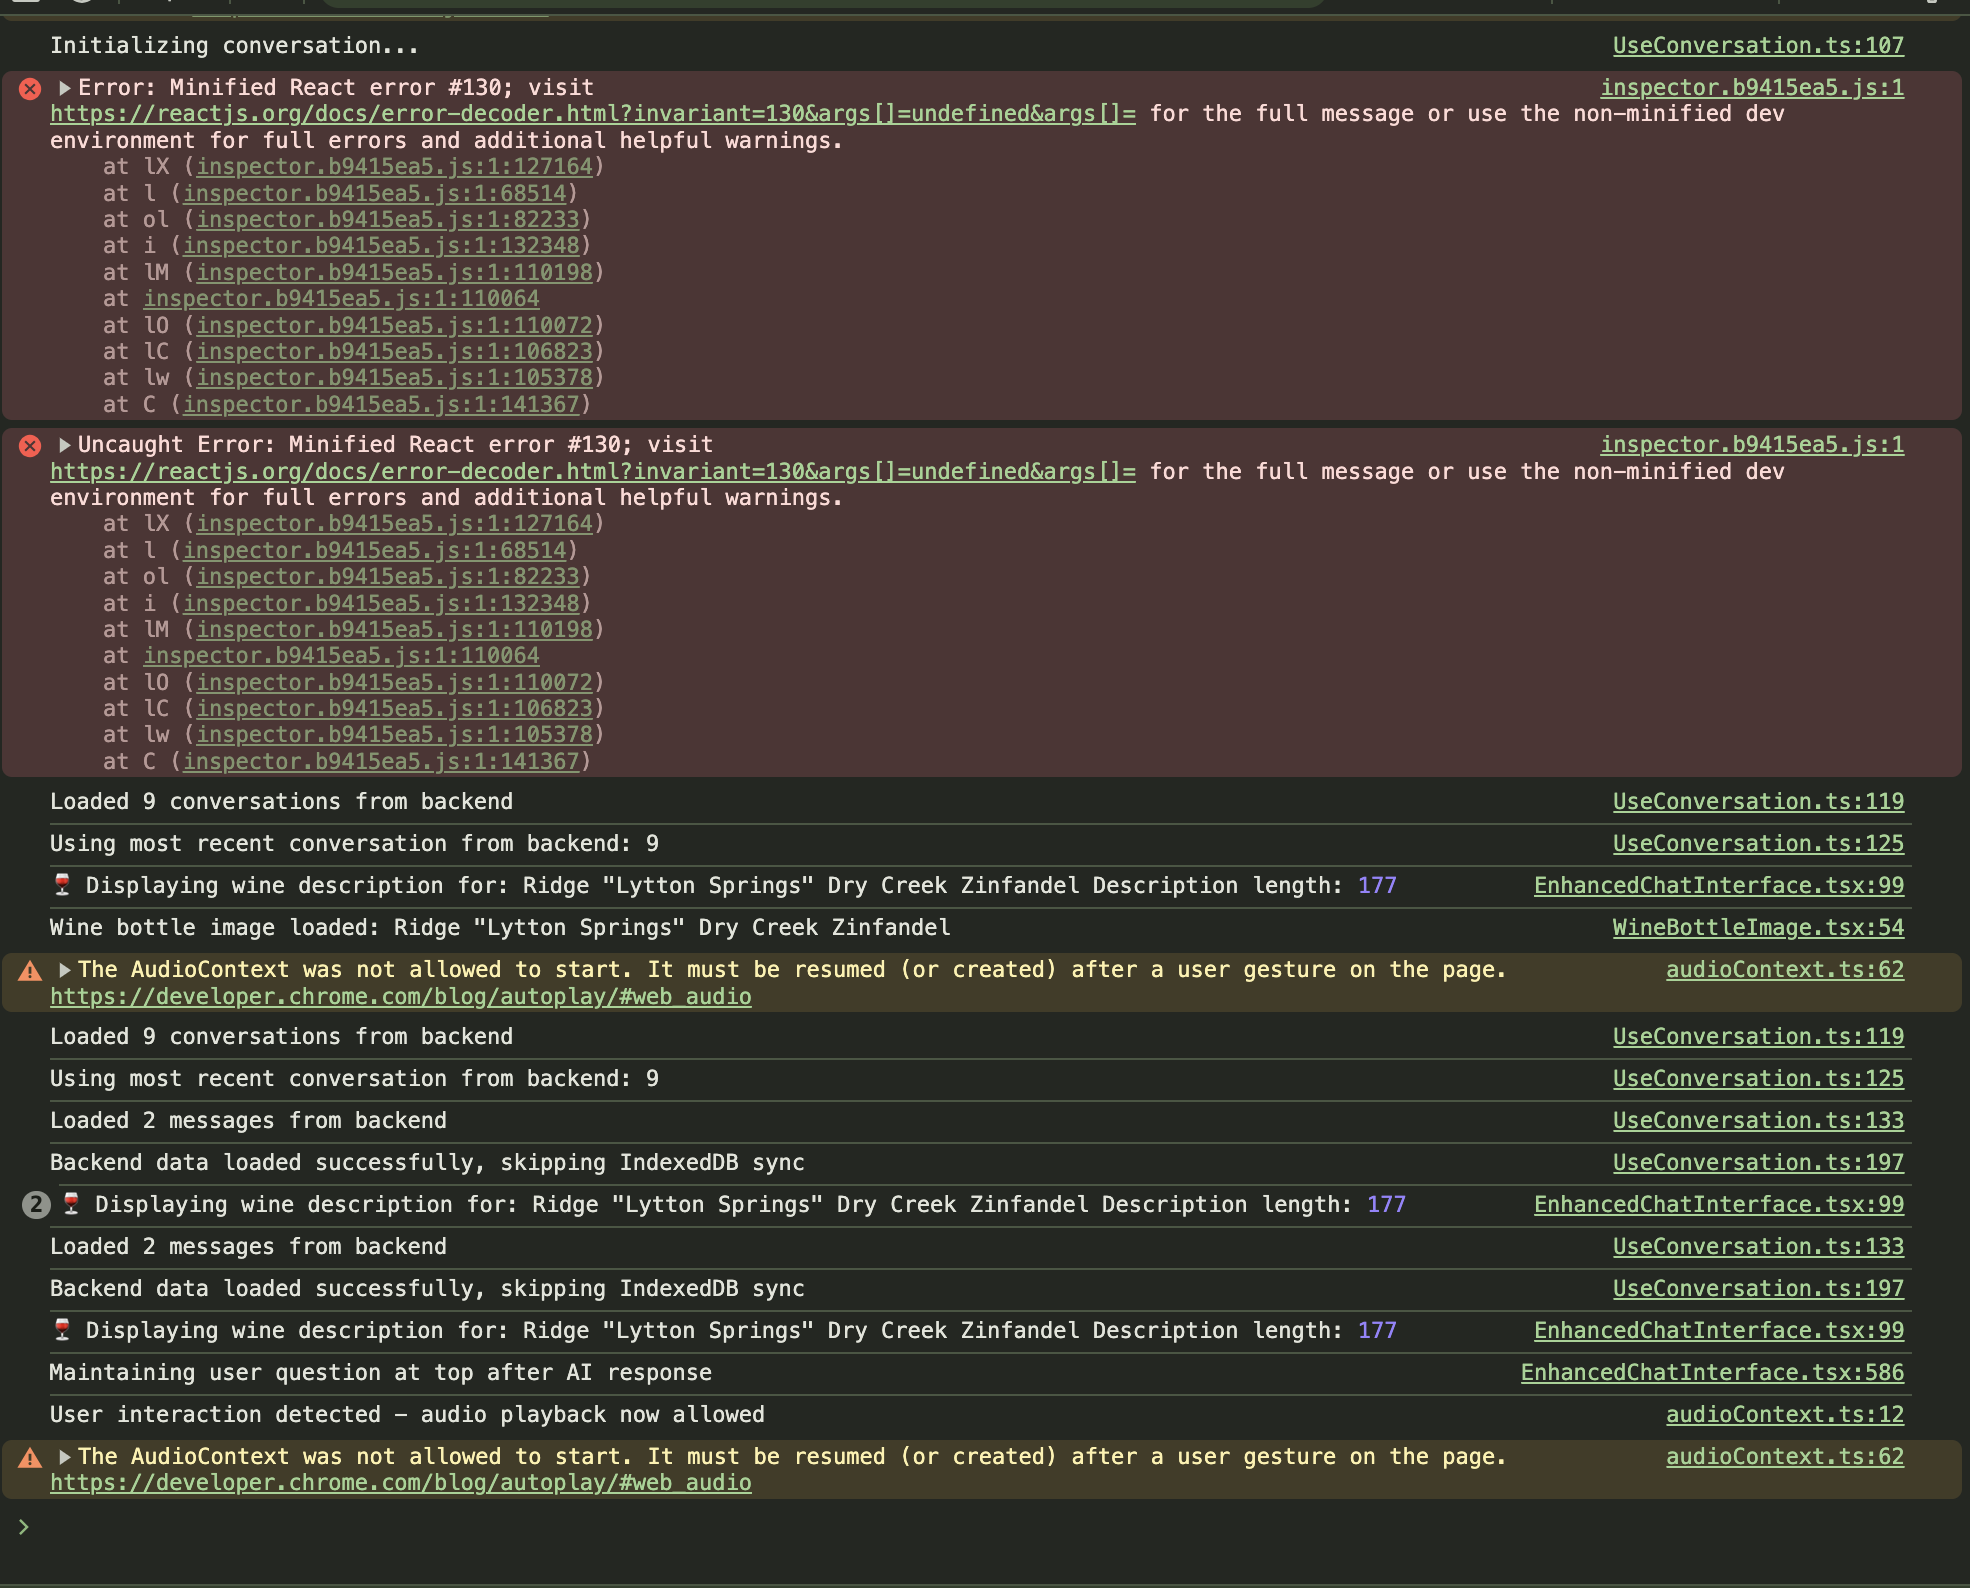 Initializing conversation... UseConversation.ts:107
Error: Minified React error #130; visit inspector.b9415ea5.js:1
https://reactjs.org/docs/error-decoder.html?invariant=130&args[]=undefined&args[]= for the full message or use the non-minified dev
environment for full errors and additional helpful warnings.
at lX (inspector.b9415ea5.js:1:127164)
at l (inspector.b9415ea5.js:1:68514)
at ol (inspector.b9415ea5.js:1:82233)
at i (inspector.b9415ea5.js:1:132348)
at lM (inspector.b9415ea5.js:1:110198)
at inspector.b9415ea5.js:1:110064
at lO (inspector.b9415ea5.js:1:110072)
at lC (inspector.b9415ea5.js:1:106823)
at lw (inspector.b9415ea5.js:1:105378)
at C (inspector.b9415ea5.js:1:141367)
Uncaught Error: Minified React error #130; visit inspector.b9415ea5.js:1
https://reactjs.org/docs/error-decoder.html?invariant=130&args[]=undefined&args[]= for the full message or use the non-minified dev
environment for full errors and additional helpful warnings.
at lX (inspector.b9415ea5.js:1:127164)
at l (inspector.b9415ea5.js:1:68514)
at ol (inspector.b9415ea5.js:1:82233)
at i (inspector.b9415ea5.js:1:132348)
at lM (inspector.b9415ea5.js:1:110198)
at inspector.b9415ea5.js:1:110064
at lO (inspector.b9415ea5.js:1:110072)
at lC (inspector.b9415ea5.js:1:106823)
at lw (inspector.b9415ea5.js:1:105378)
at C (inspector.b9415ea5.js:1:141367)
Loaded 9 conversations from backend UseConversation.ts:119
Using most recent conversation from backend: 9 UseConversation.ts:125
🍷 Displaying wine description for: Ridge "Lytton Springs" Dry Creek Zinfandel Description length: 177 EnhancedChatInterface.tsx:99
Wine bottle image loaded: Ridge "Lytton Springs" Dry Creek Zinfandel WineBottleImage.tsx:54
The AudioContext was not allowed to start. It must be resumed (or created) after a user gesture on the page. audioContext.ts:62
https://developer.chrome.com/blog/autoplay/#web_audio
Loaded 9 conversations from backend UseConversation.ts:119
Using most recent conversation from backend: 9 UseConversation.ts:125
Loaded 2 messages from backend UseConversation.ts:133
Backend data loaded successfully, skipping IndexedDB sync UseConversation.ts:197
2 🍷 Displaying wine description for: Ridge "Lytton Springs" Dry Creek Zinfandel Description length: 177 EnhancedChatInterface.tsx:99
Loaded 2 messages from backend UseConversation.ts:133
Backend data loaded successfully, skipping IndexedDB sync UseConversation.ts:197
🍷 Displaying wine description for: Ridge "Lytton Springs" Dry Creek Zinfandel Description length: 177 EnhancedChatInterface.tsx:99
Maintaining user question at top after AI response EnhancedChatInterface.tsx:586
User interaction detected – audio playback now allowed audioContext.ts:12
The AudioContext was not allowed to start. It must be resumed (or created) after a user gesture on the page. audioContext.ts:62
https://developer.chrome.com/blog/autoplay/#web_audio